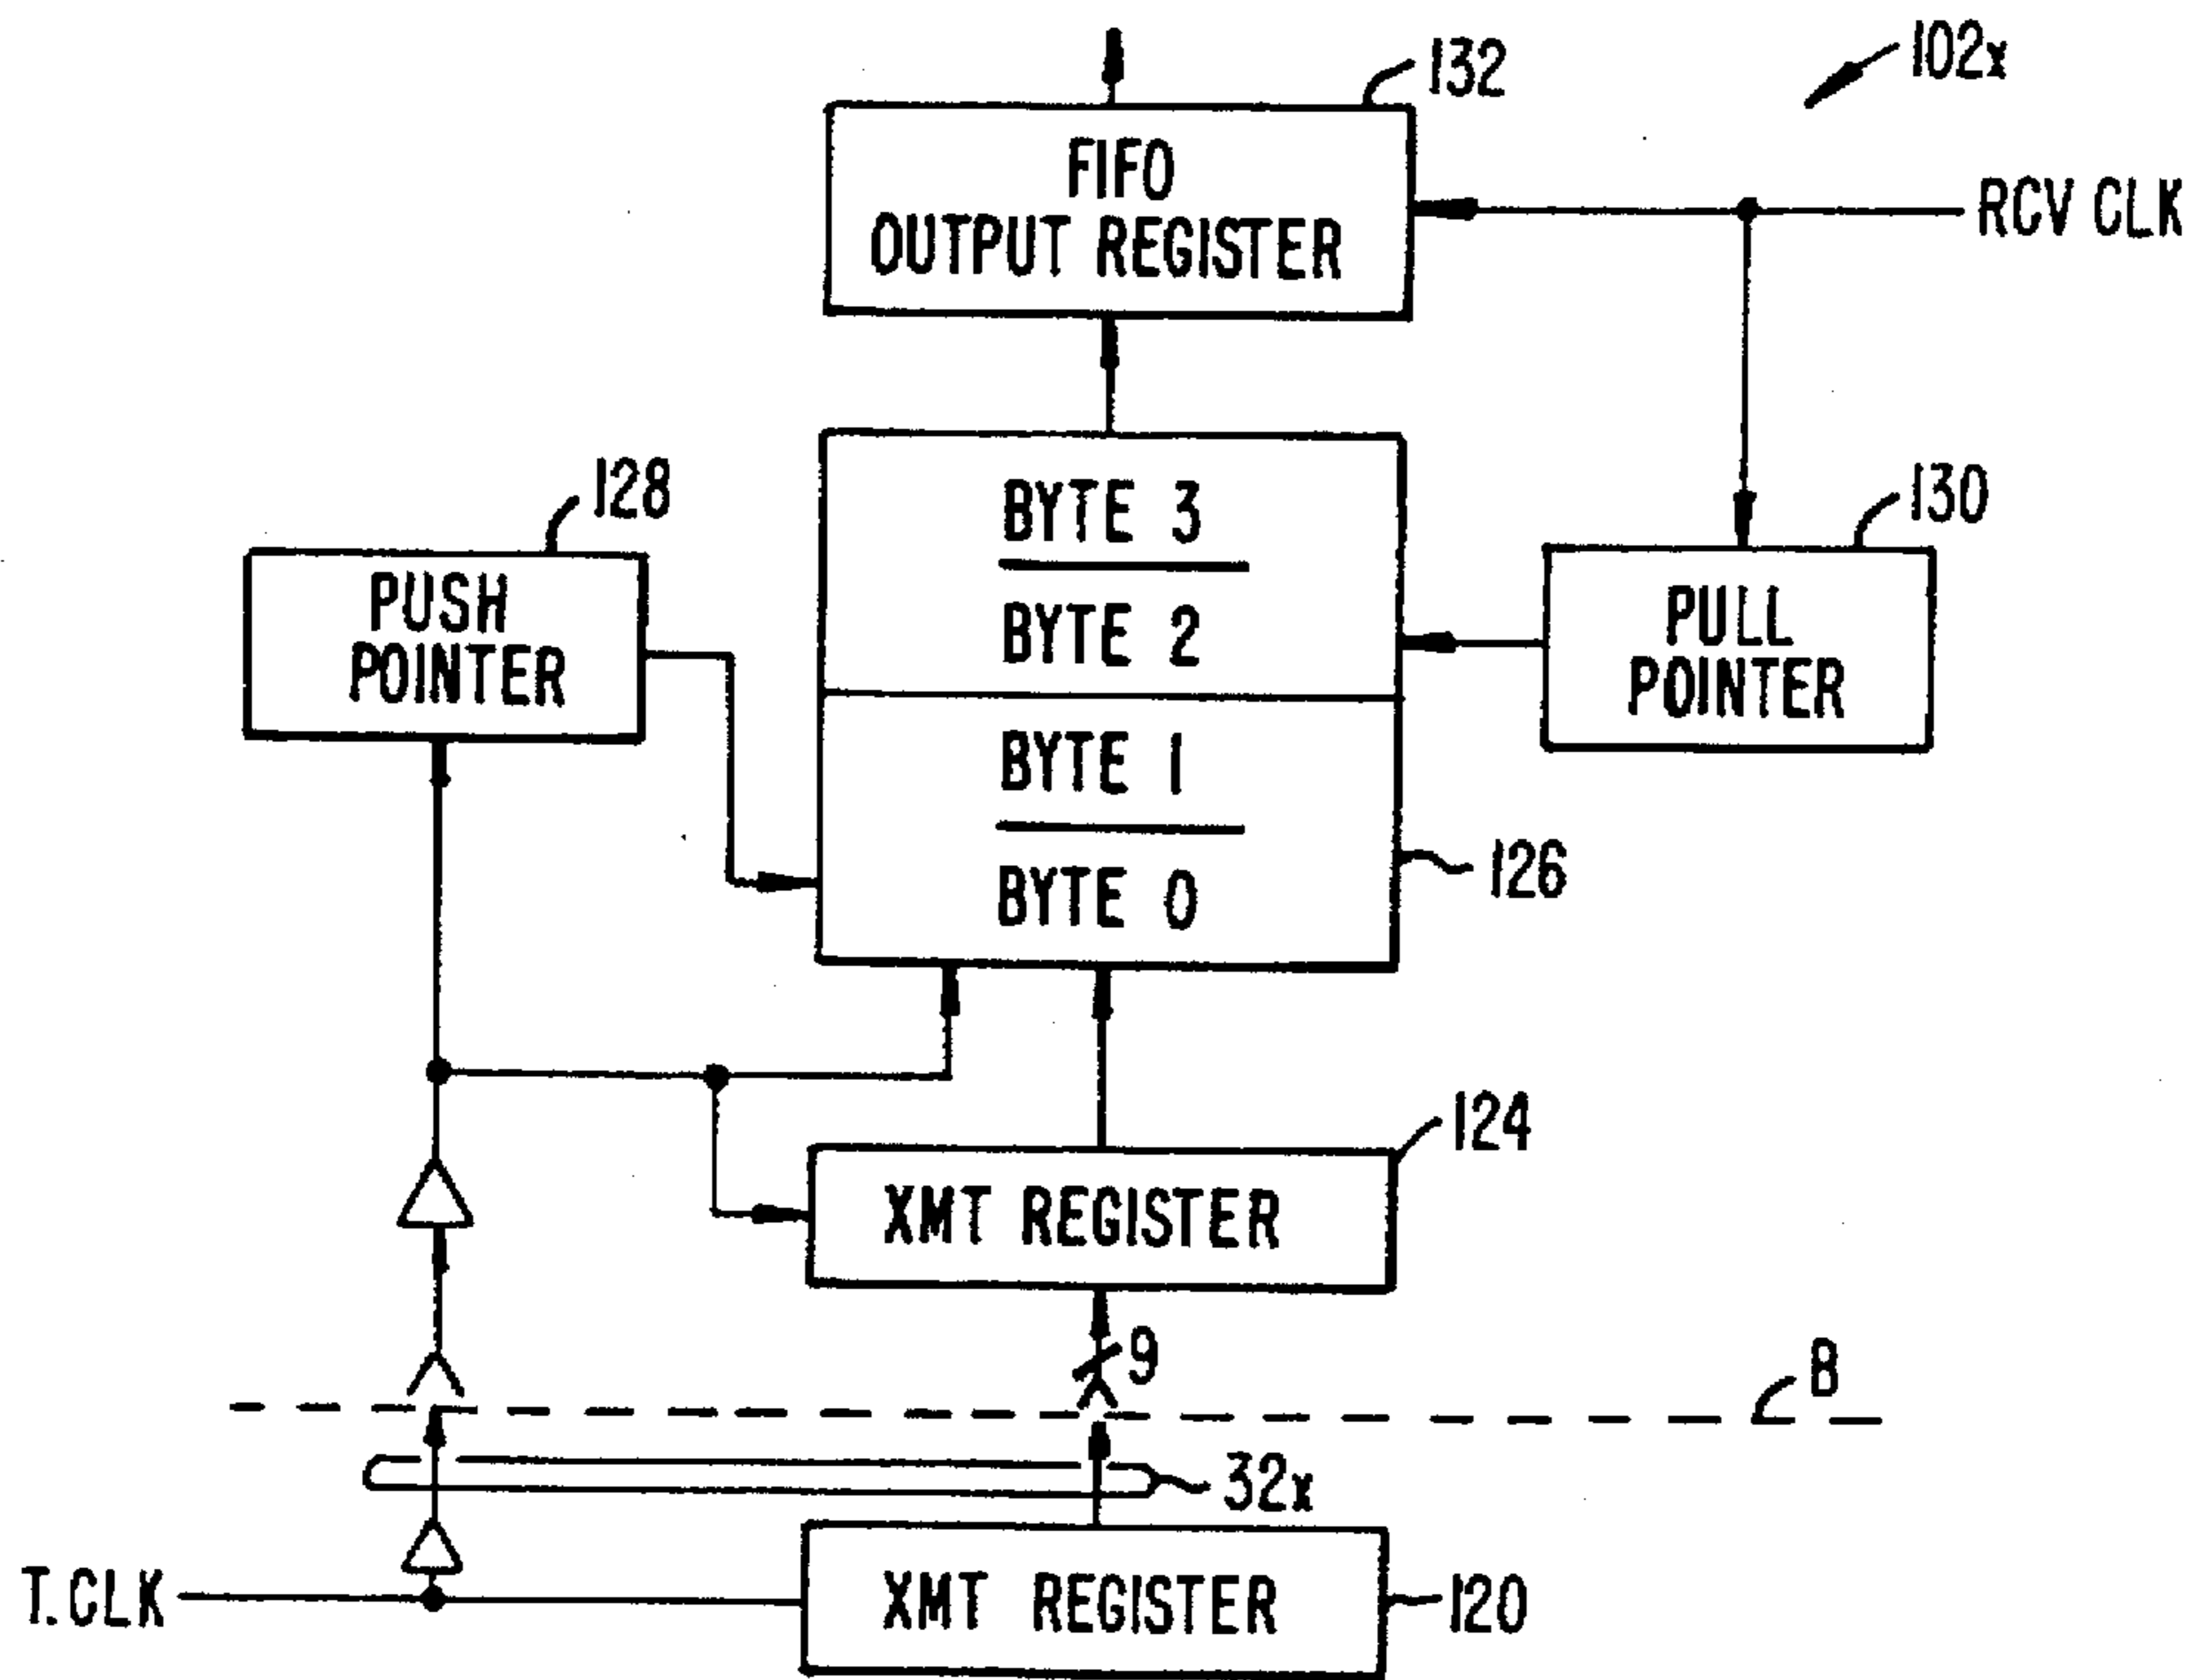 132
102x
FIFO
OUTPUT REGISTER
RCV CLK
128
PUSH
POINTER
BYTE 3
BYTE 2
BYTE 1
BYTE 0
130
PULL
POINTER
126
124
XMT REGISTER
9
8
32x
T.CLK
XMT REGISTER
120